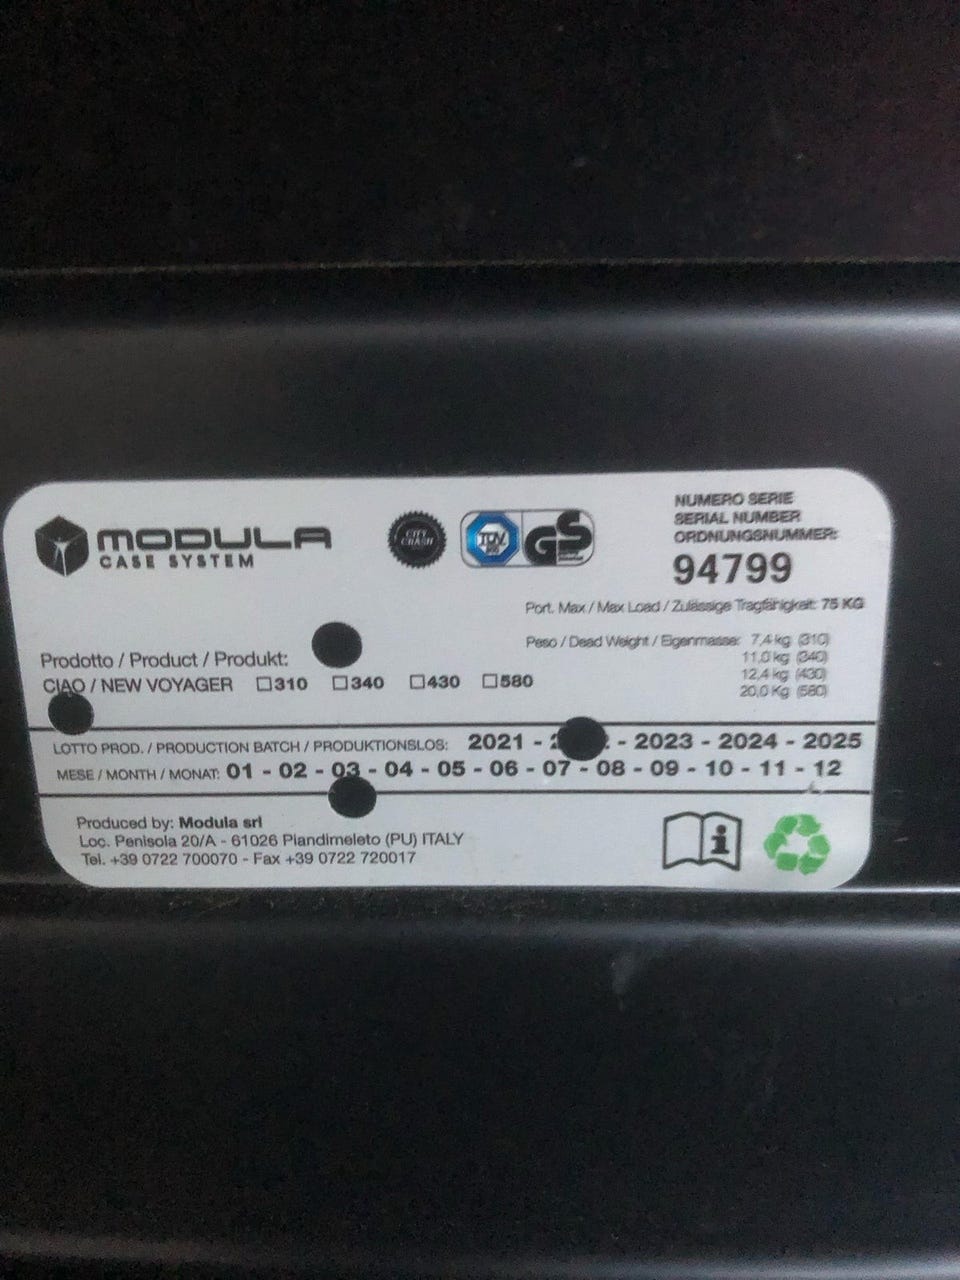 MODULA
CASE SYSTEM
CITY CRASH
TÜV
GS
NUMERO SERIE
SERIAL NUMBER
ORDNUNGSNUMMER:
94799
Port. Max / Max Load / Zulässige Tragfähigkeit: 75 KG
Peso / Dead Weight / Eigenmasse: 7,4 kg (310)
11,0 kg (340)
12,4 kg (430)
20,0 Kg (580)
Prodotto / Product / Produkt:
CIAO / NEW VOYAGER ☐310 ☐340 ☐430 ☐580
LOTTO PROD. / PRODUCTION BATCH / PRODUKTIONSLOS: 2021 - - 2023 - 2024 - 2025
MESE / MONTH / MONAT: 01 - 02 - 03 - 04 - 05 - 06 - 07 - 08 - 09 - 10 - 11 - 12
Produced by: Modula srl
Loc. Penisola 20/A - 61026 Piandimeleto (PU) ITALY
Tel. +39 0722 700070 - Fax +39 0722 720017